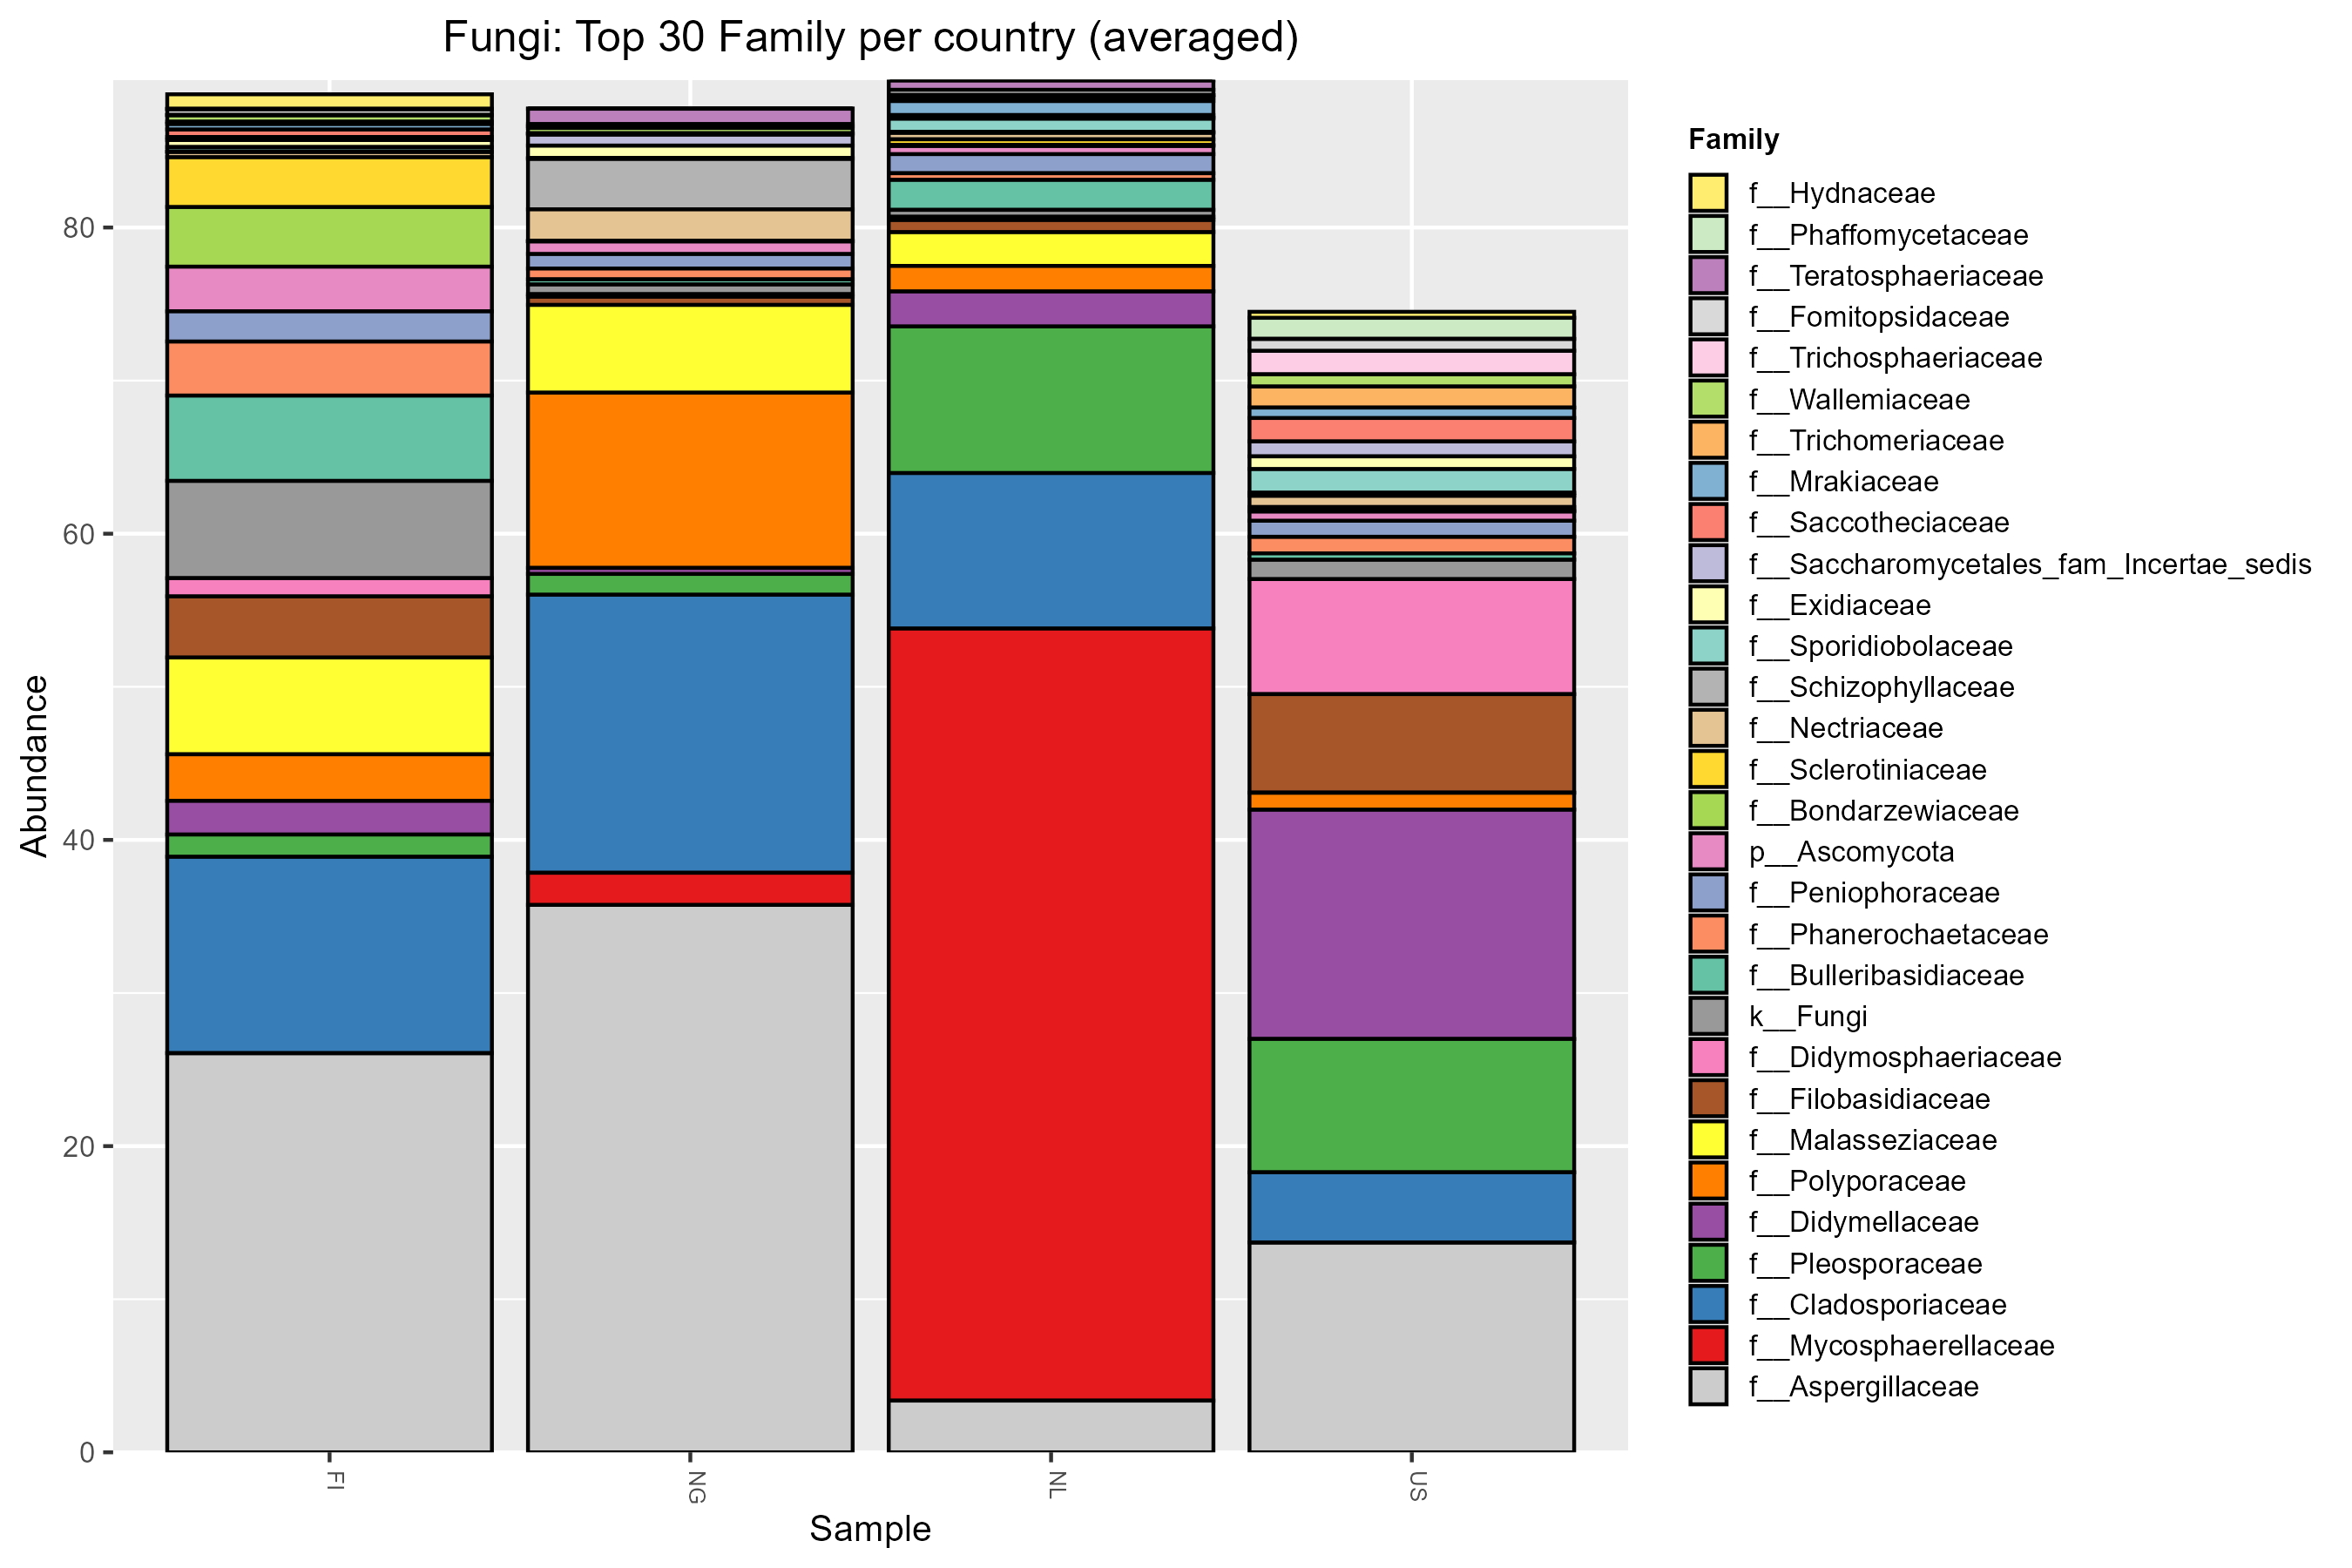 Fungi: Top 30 Family per country (averaged)
Abundance
80
60
40
20
0
FI
NG
NL
US
Sample
Family
f__Hydnaceae
f__Phaffomycetaceae
f__Teratosphaeriaceae
f__Fomitopsidaceae
f__Trichosphaeriaceae
f__Wallemiaceae
f__Trichomeriaceae
f__Mrakiaceae
f__Saccotheciaceae
f__Saccharomycetales_fam_Incertae_sedis
f__Exidiaceae
f__Sporidiobolaceae
f__Schizophyllaceae
f__Nectriaceae
f__Sclerotiniaceae
f__Bondarzewiaceae
p__Ascomycota
f__Peniophoraceae
f__Phanerochaetaceae
f__Bulleribasidiaceae
k__Fungi
f__Didymosphaeriaceae
f__Filobasidiaceae
f__Malasseziaceae
f__Polyporaceae
f__Didymellaceae
f__Pleosporaceae
f__Cladosporiaceae
f__Mycosphaerellaceae
f__Aspergillaceae